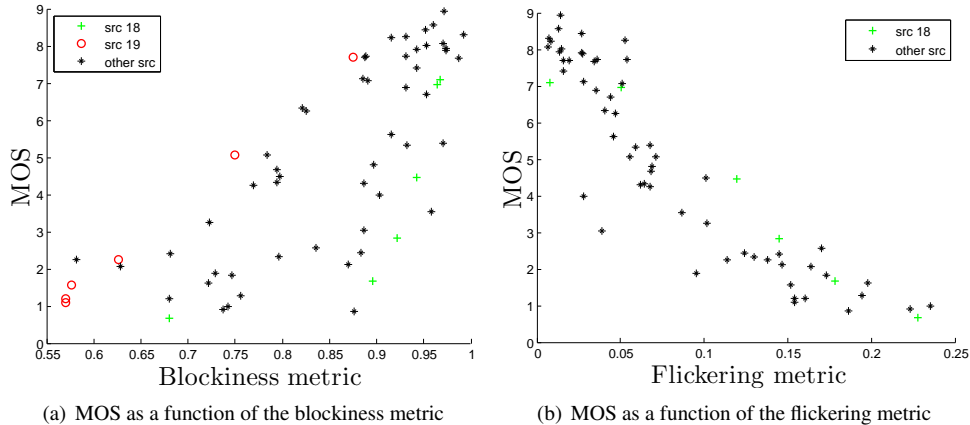 src 18
src 19
other src
MOS
9
8
7
6
5
4
3
2
1
0
0.55 0.6 0.65 0.7 0.75 0.8 0.85 0.9 0.95 1
Blockiness metric
(a) MOS as a function of the blockiness metric
src 18
other src
MOS
9
8
7
6
5
4
3
2
1
0
0 0.05 0.1 0.15 0.2 0.25
Flickering metric
(b) MOS as a function of the flickering metric